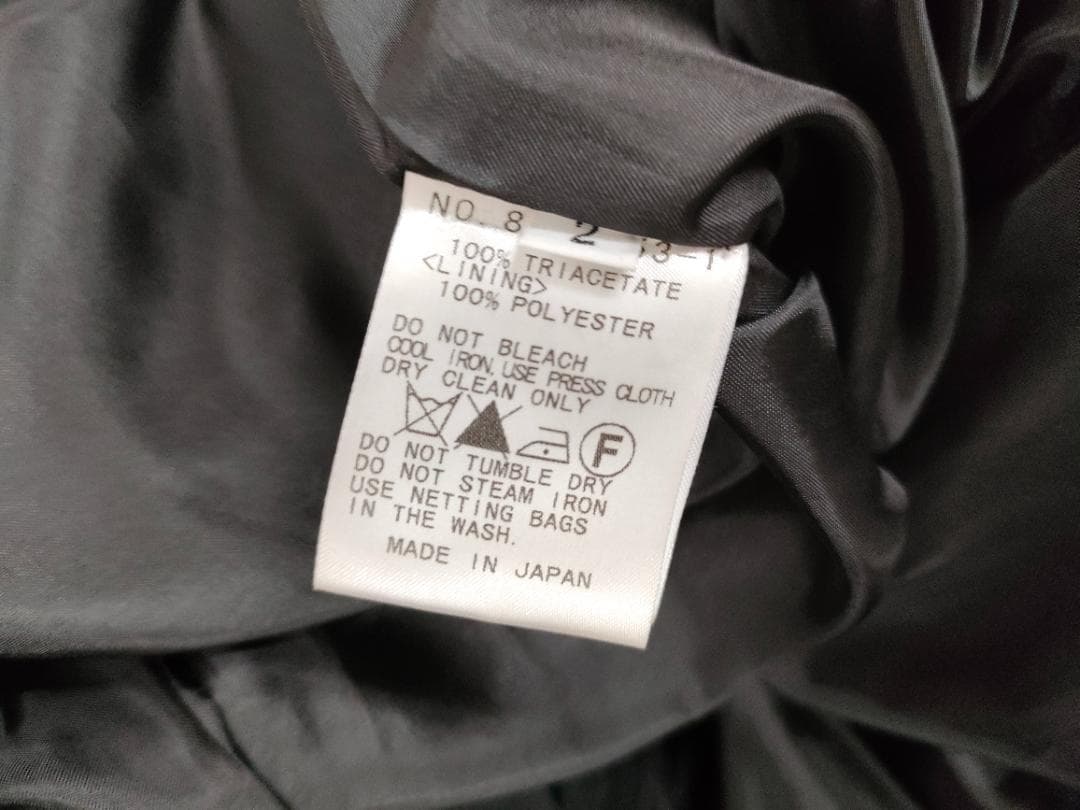 NO. 8 2 3-1
100% TRIACETATE
<LINING>
100% POLYESTER
DO NOT BLEACH
COOL IRON, USE PRESS CLOTH
DRY CLEAN ONLY
F
DO NOT TUMBLE DRY
DO NOT STEAM IRON
USE NETTING BAGS
IN THE WASH.
MADE IN JAPAN